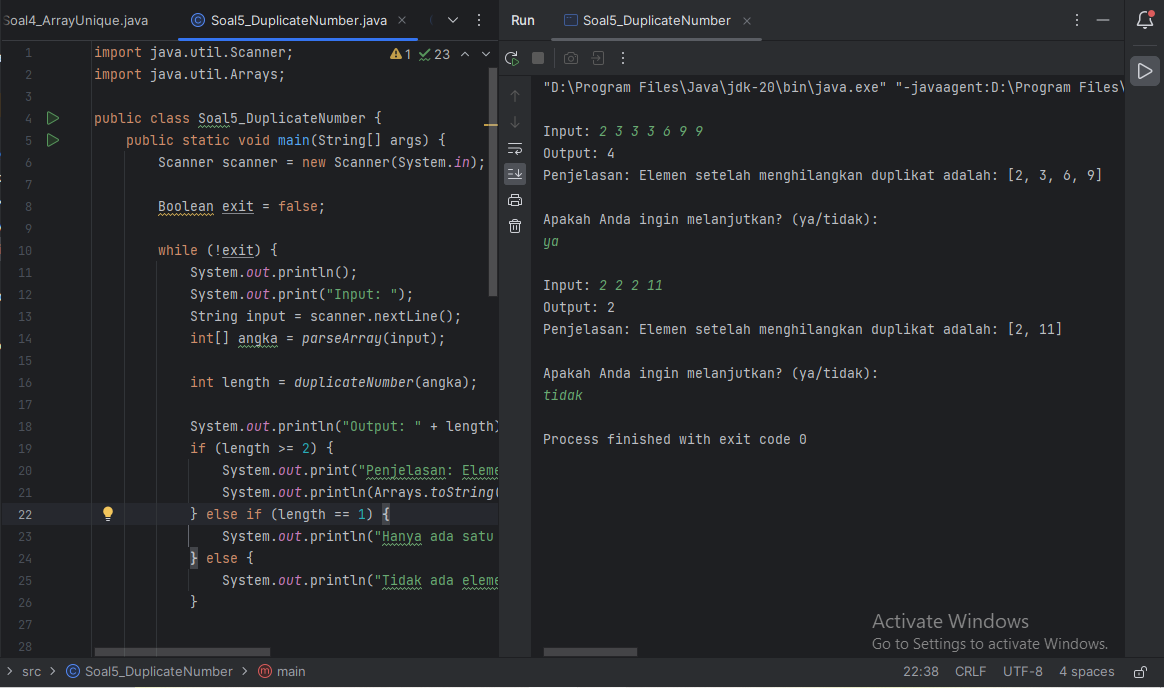 Soal4_ArrayUnique.java
Soal5_DuplicateNumber.java
Run
Soal5_DuplicateNumber
1 import java.util.Scanner;
1 23
2 import java.util.Arrays;
3
4 public class Soal5_DuplicateNumber {
5 public static void main(String[] args) {
6 Scanner scanner = new Scanner(System.in);
7
8 Boolean exit = false;
9
10 while (!exit) {
11 System.out.println();
12 System.out.print("Input: ");
13 String input = scanner.nextLine();
14 int[] angka = parseArray(input);
15
16 int length = duplicateNumber(angka);
17
18 System.out.println("Output: " + length)
19 if (length >= 2) {
20 System.out.print("Penjelasan: Eleme
21 System.out.println(Arrays.toString(
22 } else if (length == 1) {
23 System.out.println("Hanya ada satu
24 } else {
25 System.out.println("Tidak ada eleme
26 }
27
28
"D:\Program Files\Java\jdk-20\bin\java.exe" "-javaagent:D:\Program Files\
Input: 2 3 3 3 6 9 9
Output: 4
Penjelasan: Elemen setelah menghilangkan duplikat adalah: [2, 3, 6, 9]
Apakah Anda ingin melanjutkan? (ya/tidak):
ya
Input: 2 2 2 11
Output: 2
Penjelasan: Elemen setelah menghilangkan duplikat adalah: [2, 11]
Apakah Anda ingin melanjutkan? (ya/tidak):
tidak
Process finished with exit code 0
Activate Windows
Go to Settings to activate Windows.
src > Soal5_DuplicateNumber > main
22:38 CRLF UTF-8 4 spaces